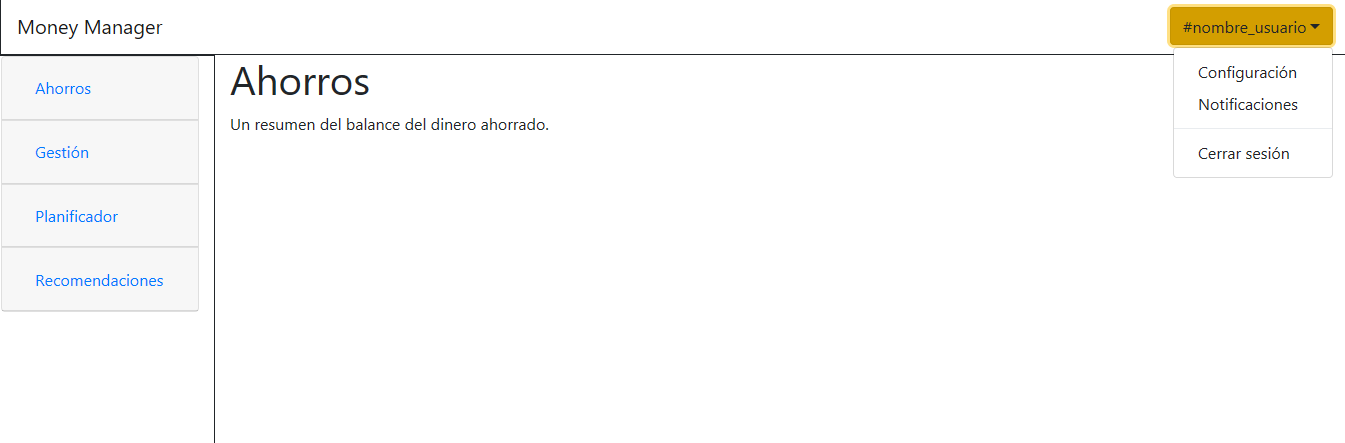 Money Manager
#nombre_usuario
Configuración
Notificaciones
Cerrar sesión
Ahorros
Gestión
Planificador
Recomendaciones
Ahorros
Un resumen del balance del dinero ahorrado.